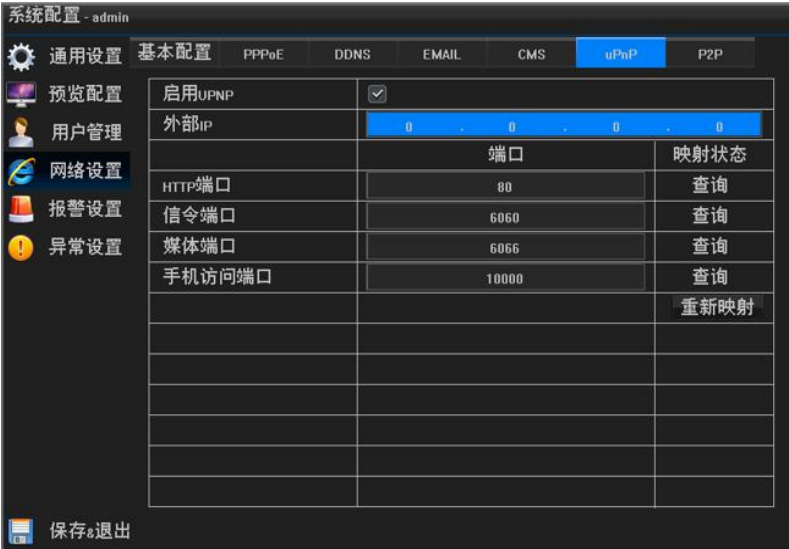 系统配置 - admin
通用设置 基本配置 PPPoE DDNS EMAIL CMS uPnP P2P
预览配置 启用UPNP
用户管理 外部IP 0 . 0 . 0 . 0
端口 映射状态
网络设置 HTTP端口 80 查询
报警设置 信令端口 6060 查询
异常设置 媒体端口 6066 查询
手机访问端口 10000 查询
重新映射
保存&退出